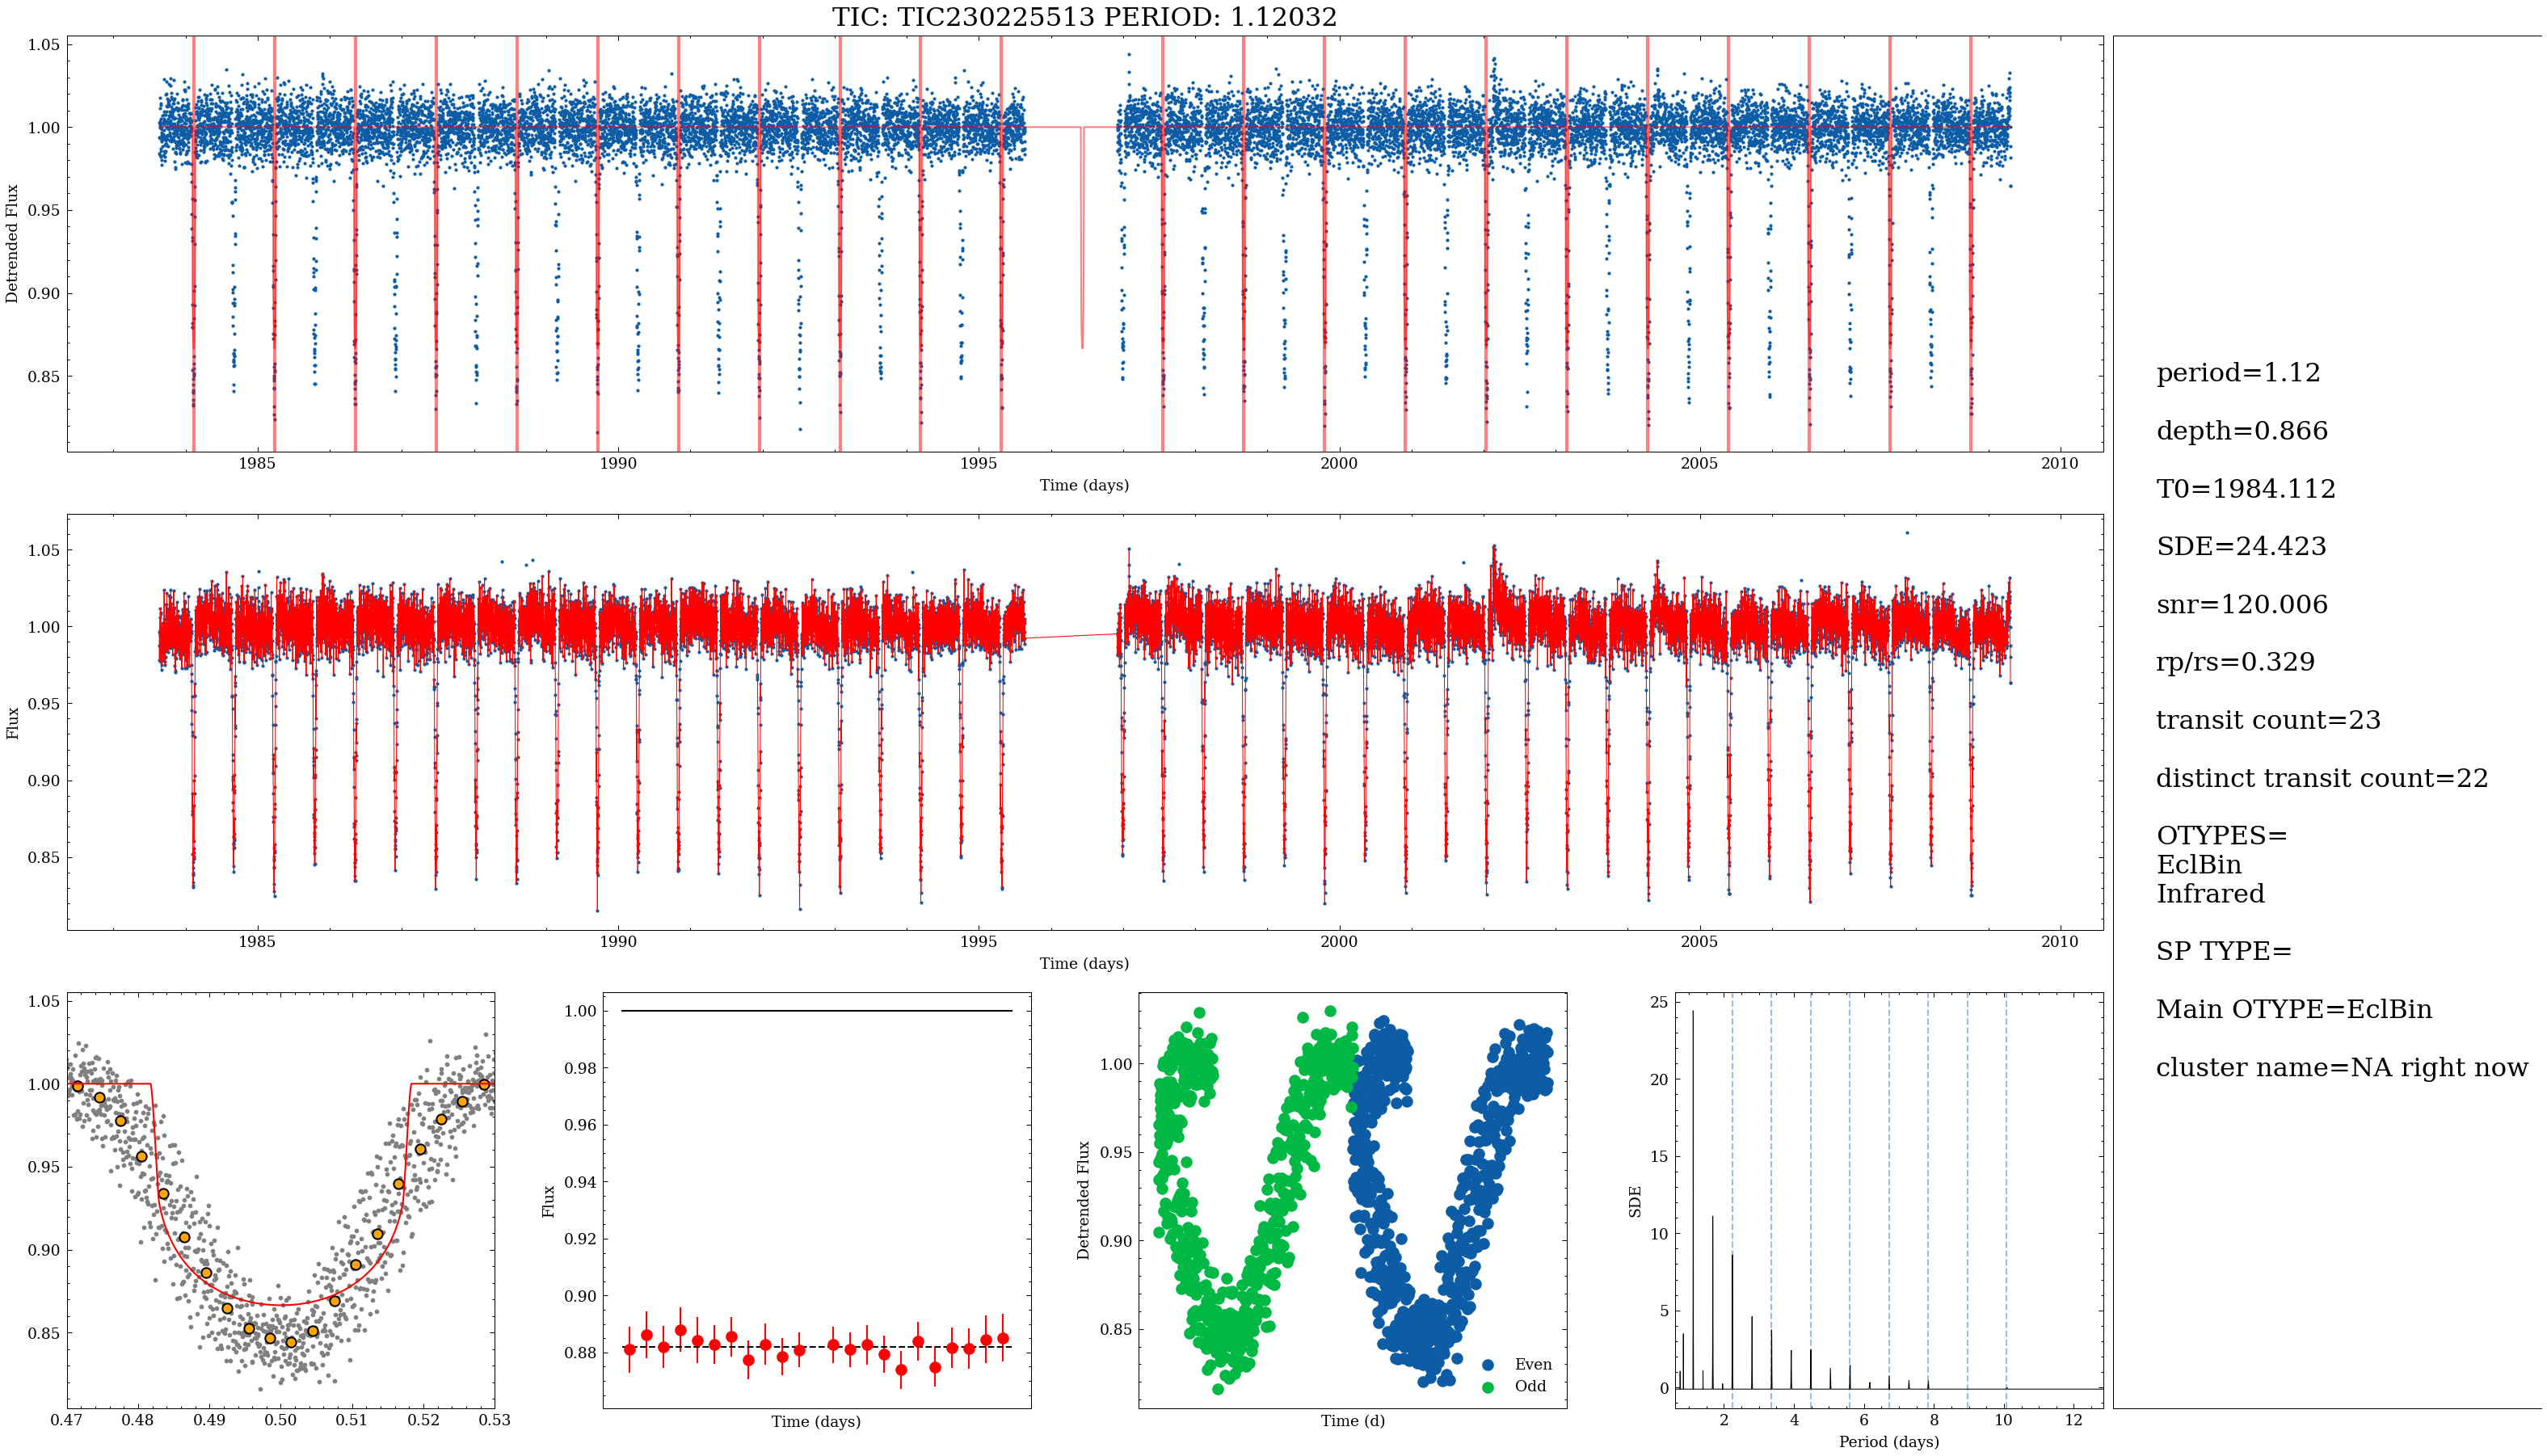 TIC: TIC230225513 PERIOD: 1.12032
1.05
1.00
0.95
0.90
0.85
Detrended Flux
1985
1990
1995
2000
2005
2010
Time (days)
1.05
1.00
0.95
0.90
0.85
Flux
1985
1990
1995
2000
2005
2010
Time (days)
1.05
1.00
0.95
0.90
0.85
0.47
0.48
0.49
0.50
0.51
0.52
0.53
1.00
0.98
0.96
0.94
0.92
0.90
0.88
Flux
Time (days)
1.00
0.95
0.90
0.85
Detrended Flux
Even
Odd
Time (d)
25
20
15
10
5
0
SDE
2
4
6
8
10
12
Period (days)
period=1.12
depth=0.866
T0=1984.112
SDE=24.423
snr=120.006
rp/rs=0.329
transit count=23
distinct transit count=22
OTYPES=
EclBin
Infrared
SP TYPE=
Main OTYPE=EclBin
cluster name=NA right now